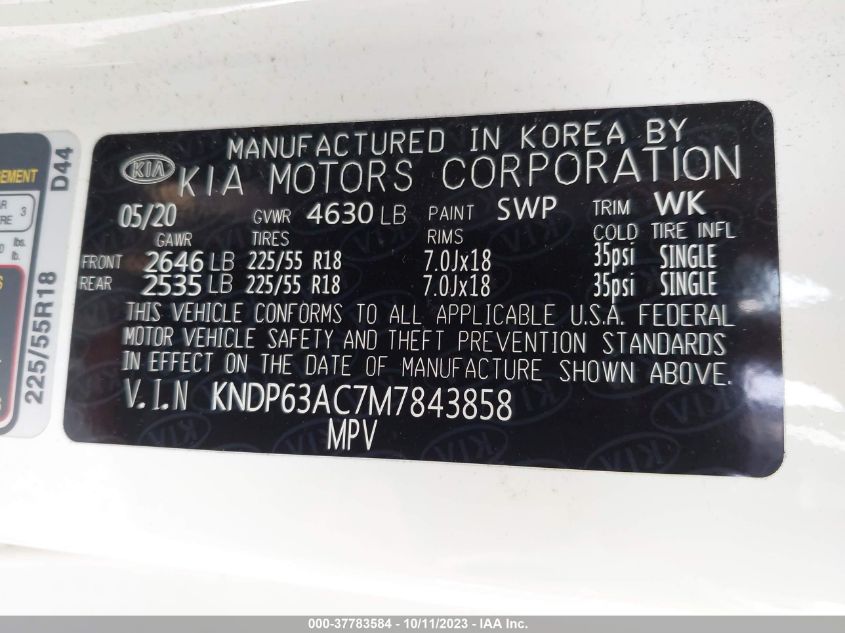 MANUFACTURED IN KOREA BY
KIA KIA MOTORS CORPORATION
05/20 GVWR 4630 LB PAINT SWP TRIM WK
GAWR TIRES RIMS COLD TIRE INFL
FRONT 2646 LB 225/55 R18 7.0Jx18 35psi SINGLE
REAR 2535 LB 225/55 R18 7.0Jx18 35psi SINGLE
THIS VEHICLE CONFORMS TO ALL APPLICABLE U.S.A. FEDERAL
MOTOR VEHICLE SAFETY AND THEFT PREVENTION STANDARDS
IN EFFECT ON THE DATE OF MANUFACTURE SHOWN ABOVE.
V.I.N KNDP63AC7M7843858
MPV
D44
225/55R18
3
lbs.
lb.
000-37783584 - 10/11/2023 - IAA Inc.